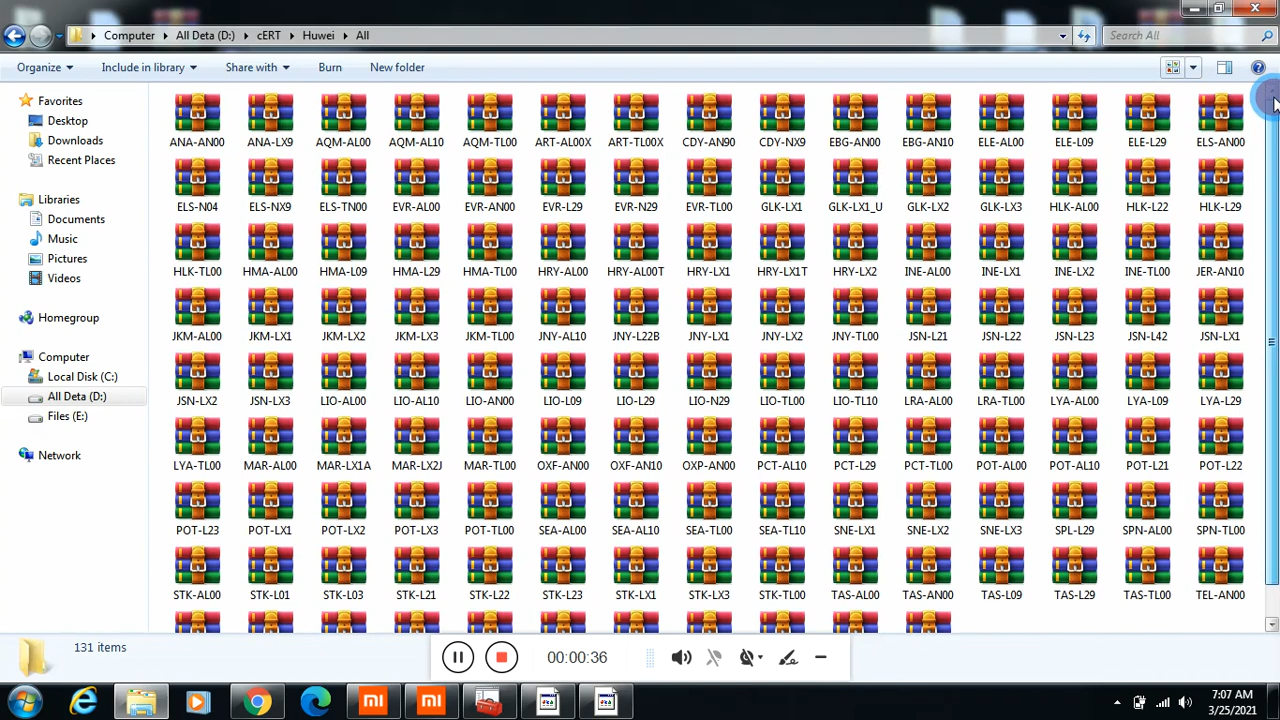 Computer All Deta (D:) cERT Huwei All
Search All
Organize Include in library Share with Burn New folder
Favorites
Desktop
Downloads
Recent Places
Libraries
Documents
Music
Pictures
Videos
Homegroup
Computer
Local Disk (C:)
All Deta (D:)
Files (E:)
Network
ANA-AN00 ANA-LX9 AQM-AL00 AQM-AL10 AQM-TL00 ART-AL00X ART-TL00X CDY-AN90 CDY-NX9 EBG-AN00 EBG-AN10 ELE-AL00 ELE-L09 ELE-L29 ELS-AN00
ELS-N04 ELS-NX9 ELS-TN00 EVR-AL00 EVR-AN00 EVR-L29 EVR-N29 EVR-TL00 GLK-LX1 GLK-LX1_U GLK-LX2 GLK-LX3 HLK-AL00 HLK-L22 HLK-L29
HLK-TL00 HMA-AL00 HMA-L09 HMA-L29 HMA-TL00 HRY-AL00 HRY-AL00T HRY-LX1 HRY-LX1T HRY-LX2 INE-AL00 INE-LX1 INE-LX2 INE-TL00 JER-AN10
JKM-AL00 JKM-LX1 JKM-LX2 JKM-LX3 JKM-TL00 JNY-AL10 JNY-L22B JNY-LX1 JNY-LX2 JNY-TL00 JSN-L21 JSN-L22 JSN-L23 JSN-L42 JSN-LX1
JSN-LX2 JSN-LX3 LIO-AL00 LIO-AL10 LIO-AN00 LIO-L09 LIO-L29 LIO-N29 LIO-TL00 LIO-TL10 LRA-AL00 LRA-TL00 LYA-AL00 LYA-L09 LYA-L29
LYA-TL00 MAR-AL00 MAR-LX1A MAR-LX2J MAR-TL00 OXF-AN00 OXF-AN10 OXP-AN00 PCT-AL10 PCT-L29 PCT-TL00 POT-AL00 POT-AL10 POT-L21 POT-L22
POT-L23 POT-LX1 POT-LX2 POT-LX3 POT-TL00 SEA-AL00 SEA-AL10 SEA-TL00 SEA-TL10 SNE-LX1 SNE-LX2 SNE-LX3 SPL-L29 SPN-AL00 SPN-TL00
STK-AL00 STK-L01 STK-L03 STK-L21 STK-L22 STK-L23 STK-LX1 STK-LX3 STK-TL00 TAS-AL00 TAS-AN00 TAS-L09 TAS-L29 TAS-TL00 TEL-AN00
131 items
00:00:36
7:07 AM
3/25/2021